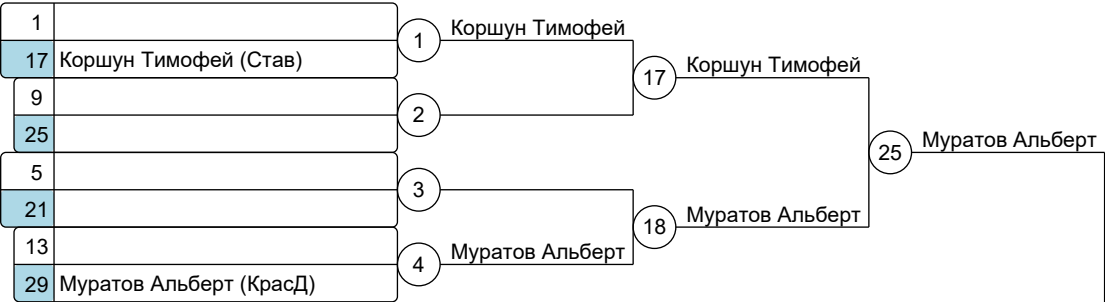 1
17 Коршун Тимофей (Став)
9
25
5
21
13
29 Муратов Альберт (КрасД)
1 Коршун Тимофей
2
3
4 Муратов Альберт
17 Коршун Тимофей
18 Муратов Альберт
25 Муратов Альберт